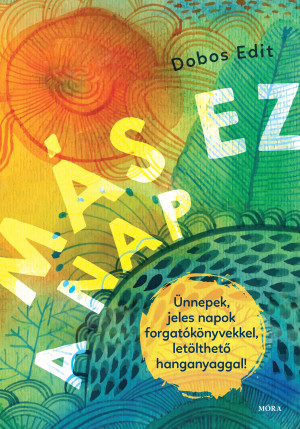 Dobos Edit
MÁS EZ
A NAP
Ünnepek,
jeles napok
forgatókönyvekkel,
letölthető
hanganyaggal!
MÓRA